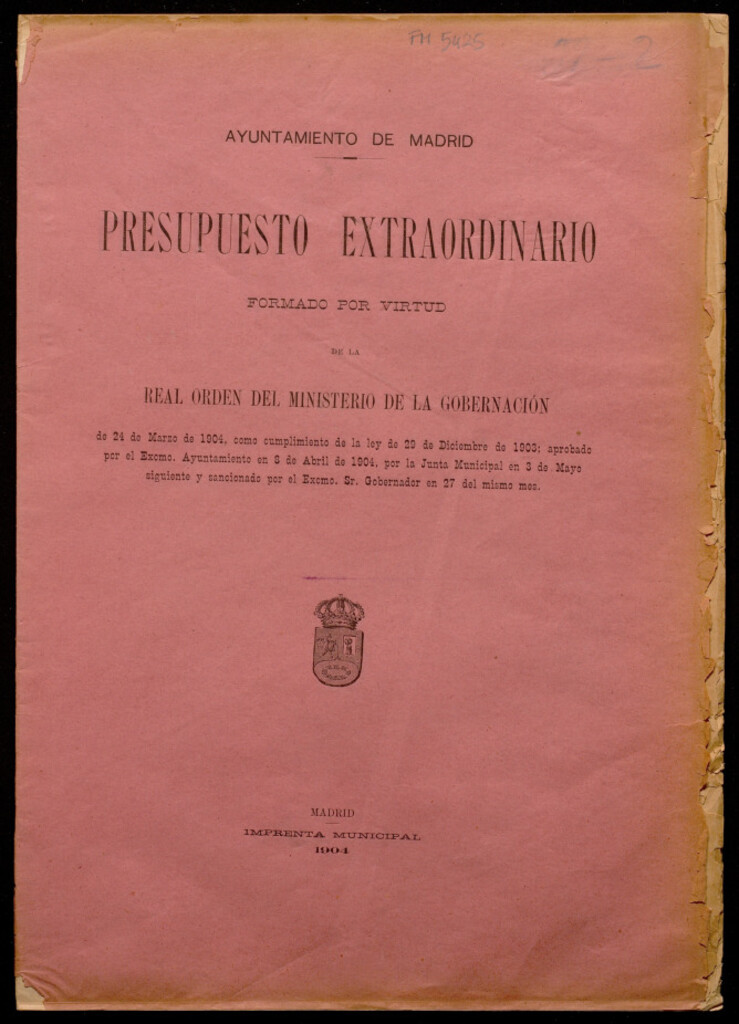 FM 5425
AYUNTAMIENTO DE MADRID
PRESUPUESTO EXTRAORDINARIO
FORMADO POR VIRTUD
DE LA
REAL ORDEN DEL MINISTERIO DE LA GOBERNACIÓN
de 24 de Marzo de 1904, como cumplimiento de la ley de 29 de Diciembre de 1903; aprobado
por el Excmo. Ayuntamiento en 8 de Abril de 1904, por la Junta Municipal en 3 de Mayo
siguiente y sancionado por el Excmo. Sr. Gobernador en 27 del mismo mes.
MADRID
IMPRENTA MUNICIPAL
1904